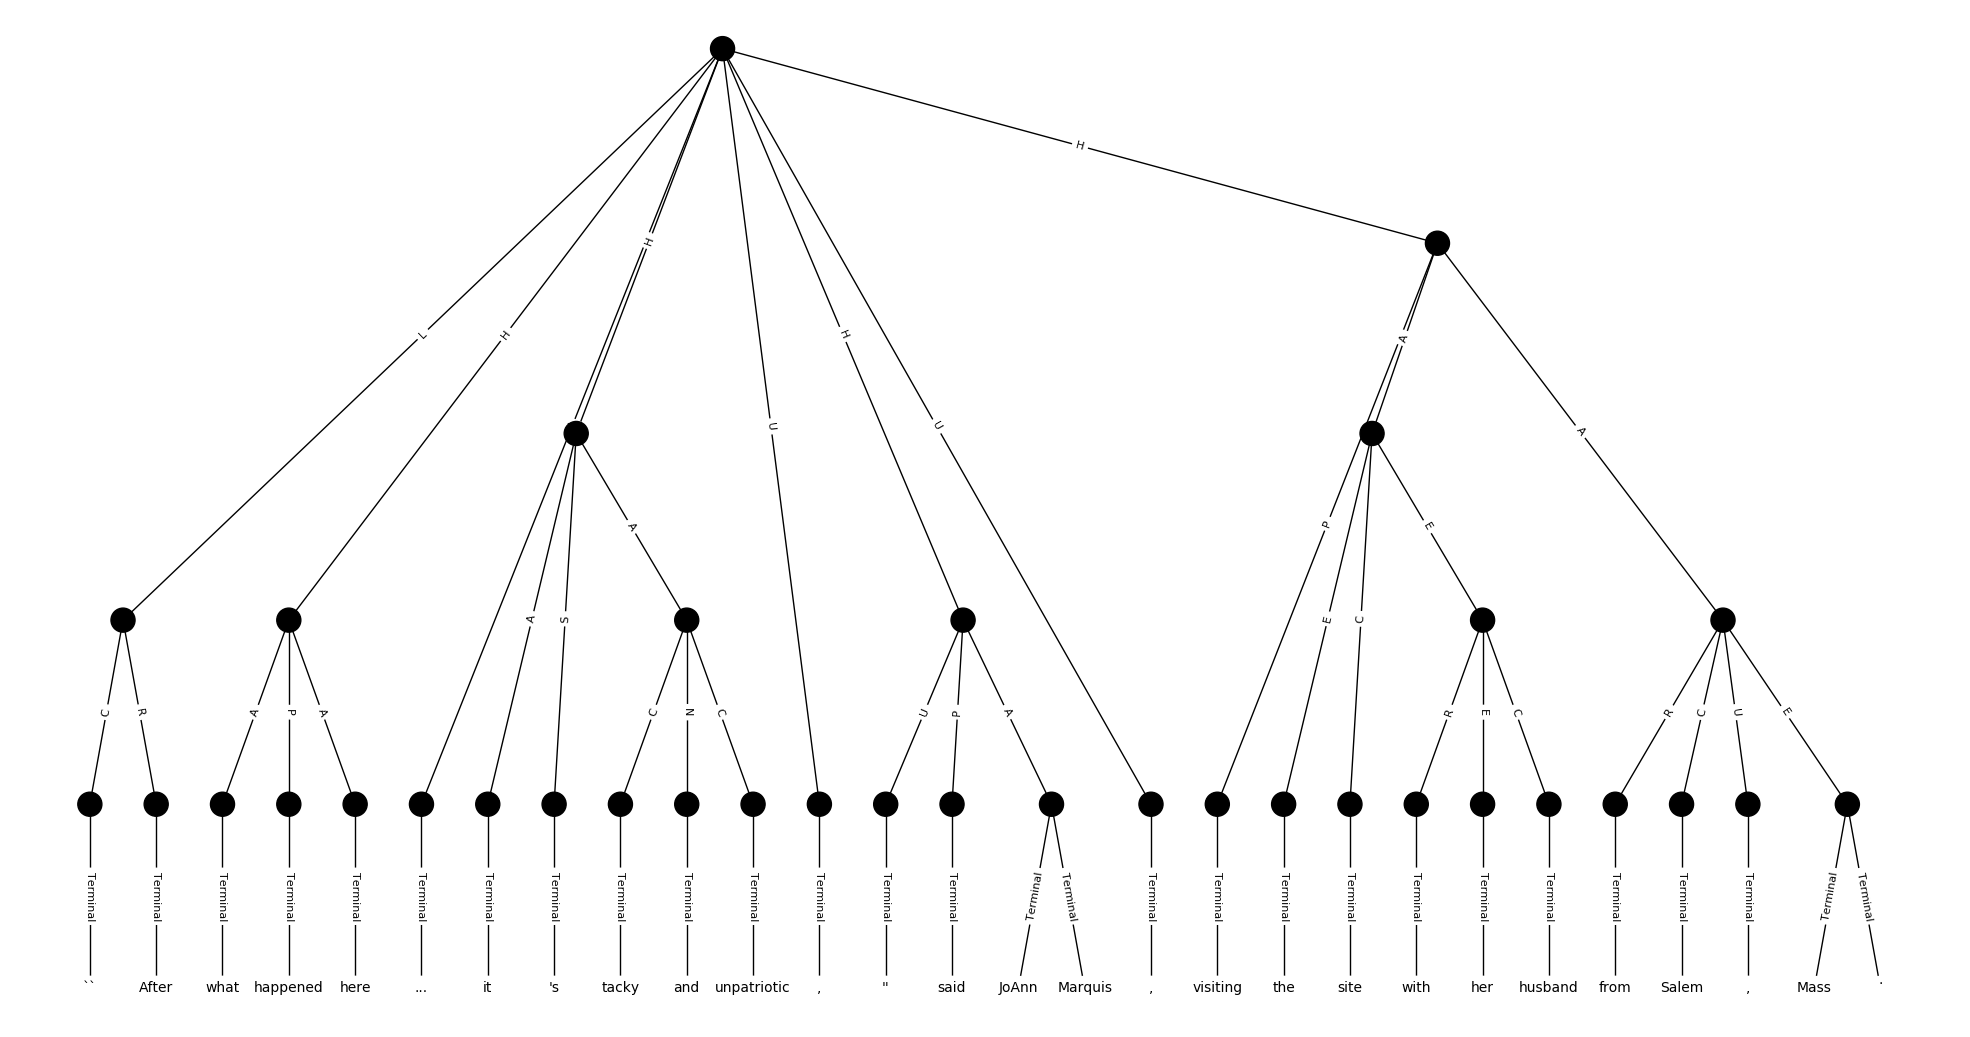 H
H
L H H A
U U A
P E
A
A S E C
C R A P A C N C U P A R E C R C U E
Terminal Terminal Terminal Terminal Terminal Terminal Terminal Terminal Terminal Terminal Terminal Terminal Terminal Terminal Terminal Terminal Terminal Terminal Terminal Terminal Terminal Terminal Terminal Terminal Terminal Terminal Terminal Terminal
`` After what happened here ... it 's tacky and unpatriotic , " said JoAnn Marquis , visiting the site with her husband from Salem , Mass .